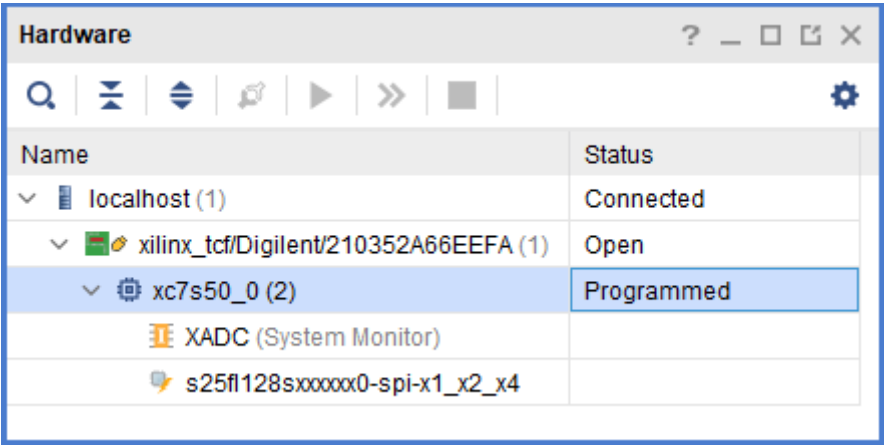 Hardware
Name Status
localhost (1) Connected
xilinx_tcf/Digilent/210352A66EEFA (1) Open
xc7s50_0 (2) Programmed
XADC (System Monitor)
s25fl128sxxxxxx0-spi-x1_x2_x4